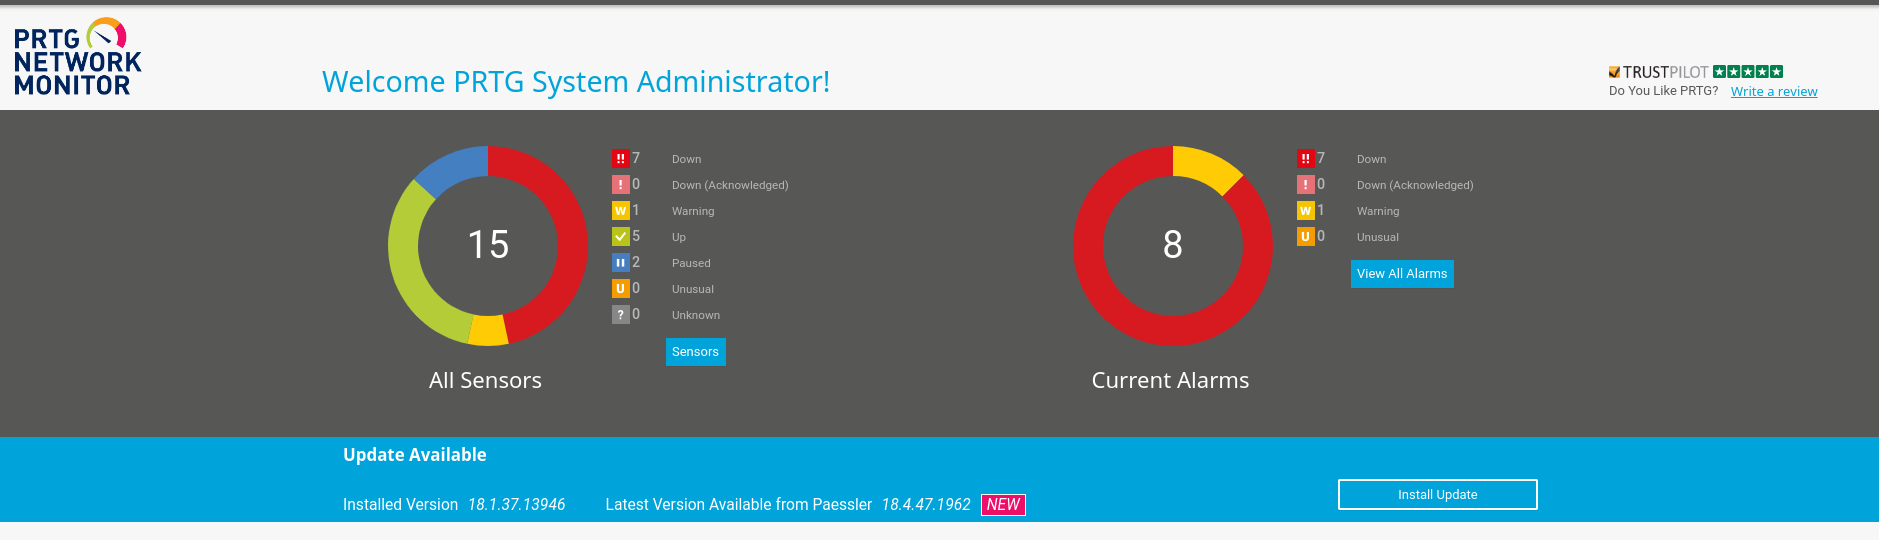 PRTG
NETWORK
MONITOR
Welcome PRTG System Administrator!
TRUSTPILOT
Do You Like PRTG? Write a review
15
All Sensors
!! 7 Down
! 0 Down (Acknowledged)
W 1 Warning
5 Up
2 Paused
U 0 Unusual
? 0 Unknown
Sensors
8
Current Alarms
!! 7 Down
! 0 Down (Acknowledged)
W 1 Warning
U 0 Unusual
View All Alarms
Update Available
Installed Version 18.1.37.13946 Latest Version Available from Paessler 18.4.47.1962 NEW
Install Update